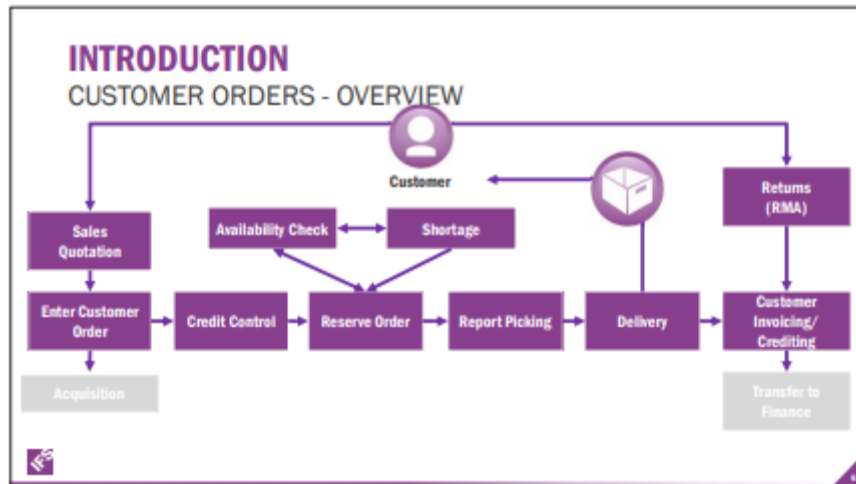 INTRODUCTION
CUSTOMER ORDERS - OVERVIEW
Customer
Returns
(RMA)
Sales
Quotation
Availability Check
Shortage
Enter Customer
Order
Credit Control
Reserve Order
Report Picking
Delivery
Customer
Invoicing/
Crediting
Acquisition
Transfer to
Finance
IFS